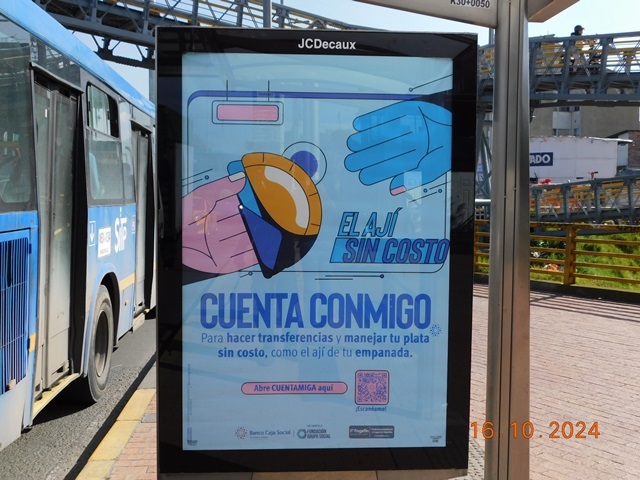 K30+0050
JCDecaux
EL AJÍ
SIN COSTO
CUENTA CONMIGO
Para hacer transferencias y manejar tu plata
sin costo, como el ají de tu empanada.
Abre CUENTAMIGA aquí
¡Escanéame!
Banco Caja Social
FUNDACIÓN
GRUPO SOCIAL
SITP
ADO
16 10 2024